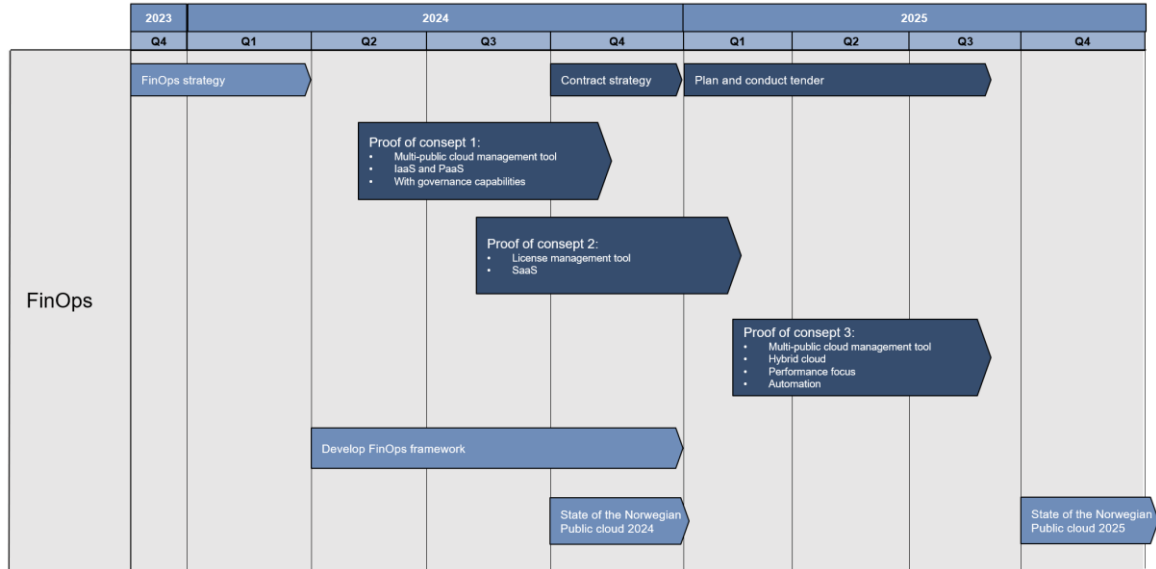 2023
2024
2025
Q4
Q1
Q2
Q3
Q4
Q1
Q2
Q3
Q4
FinOps
FinOps strategy
Contract strategy
Plan and conduct tender
Proof of consept 1:
• Multi-public cloud management tool
• IaaS and PaaS
• With governance capabilities
Proof of consept 2:
• License management tool
• SaaS
Proof of consept 3:
• Multi-public cloud management tool
• Hybrid cloud
• Performance focus
• Automation
Develop FinOps framework
State of the Norwegian
Public cloud 2024
State of the Norwegian
Public cloud 2025